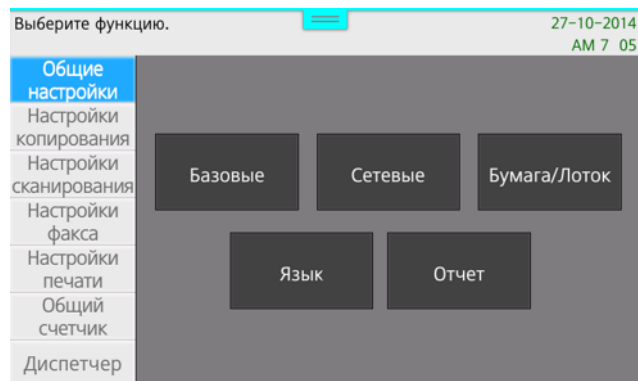 Выберите функцию.
27-10-2014
AM 7 05
Общие
настройки
Настройки
копирования
Настройки
сканирования
Настройки
факса
Настройки
печати
Общий
счетчик
Диспетчер
Базовые Сетевые Бумага/Лоток
Язык Отчет